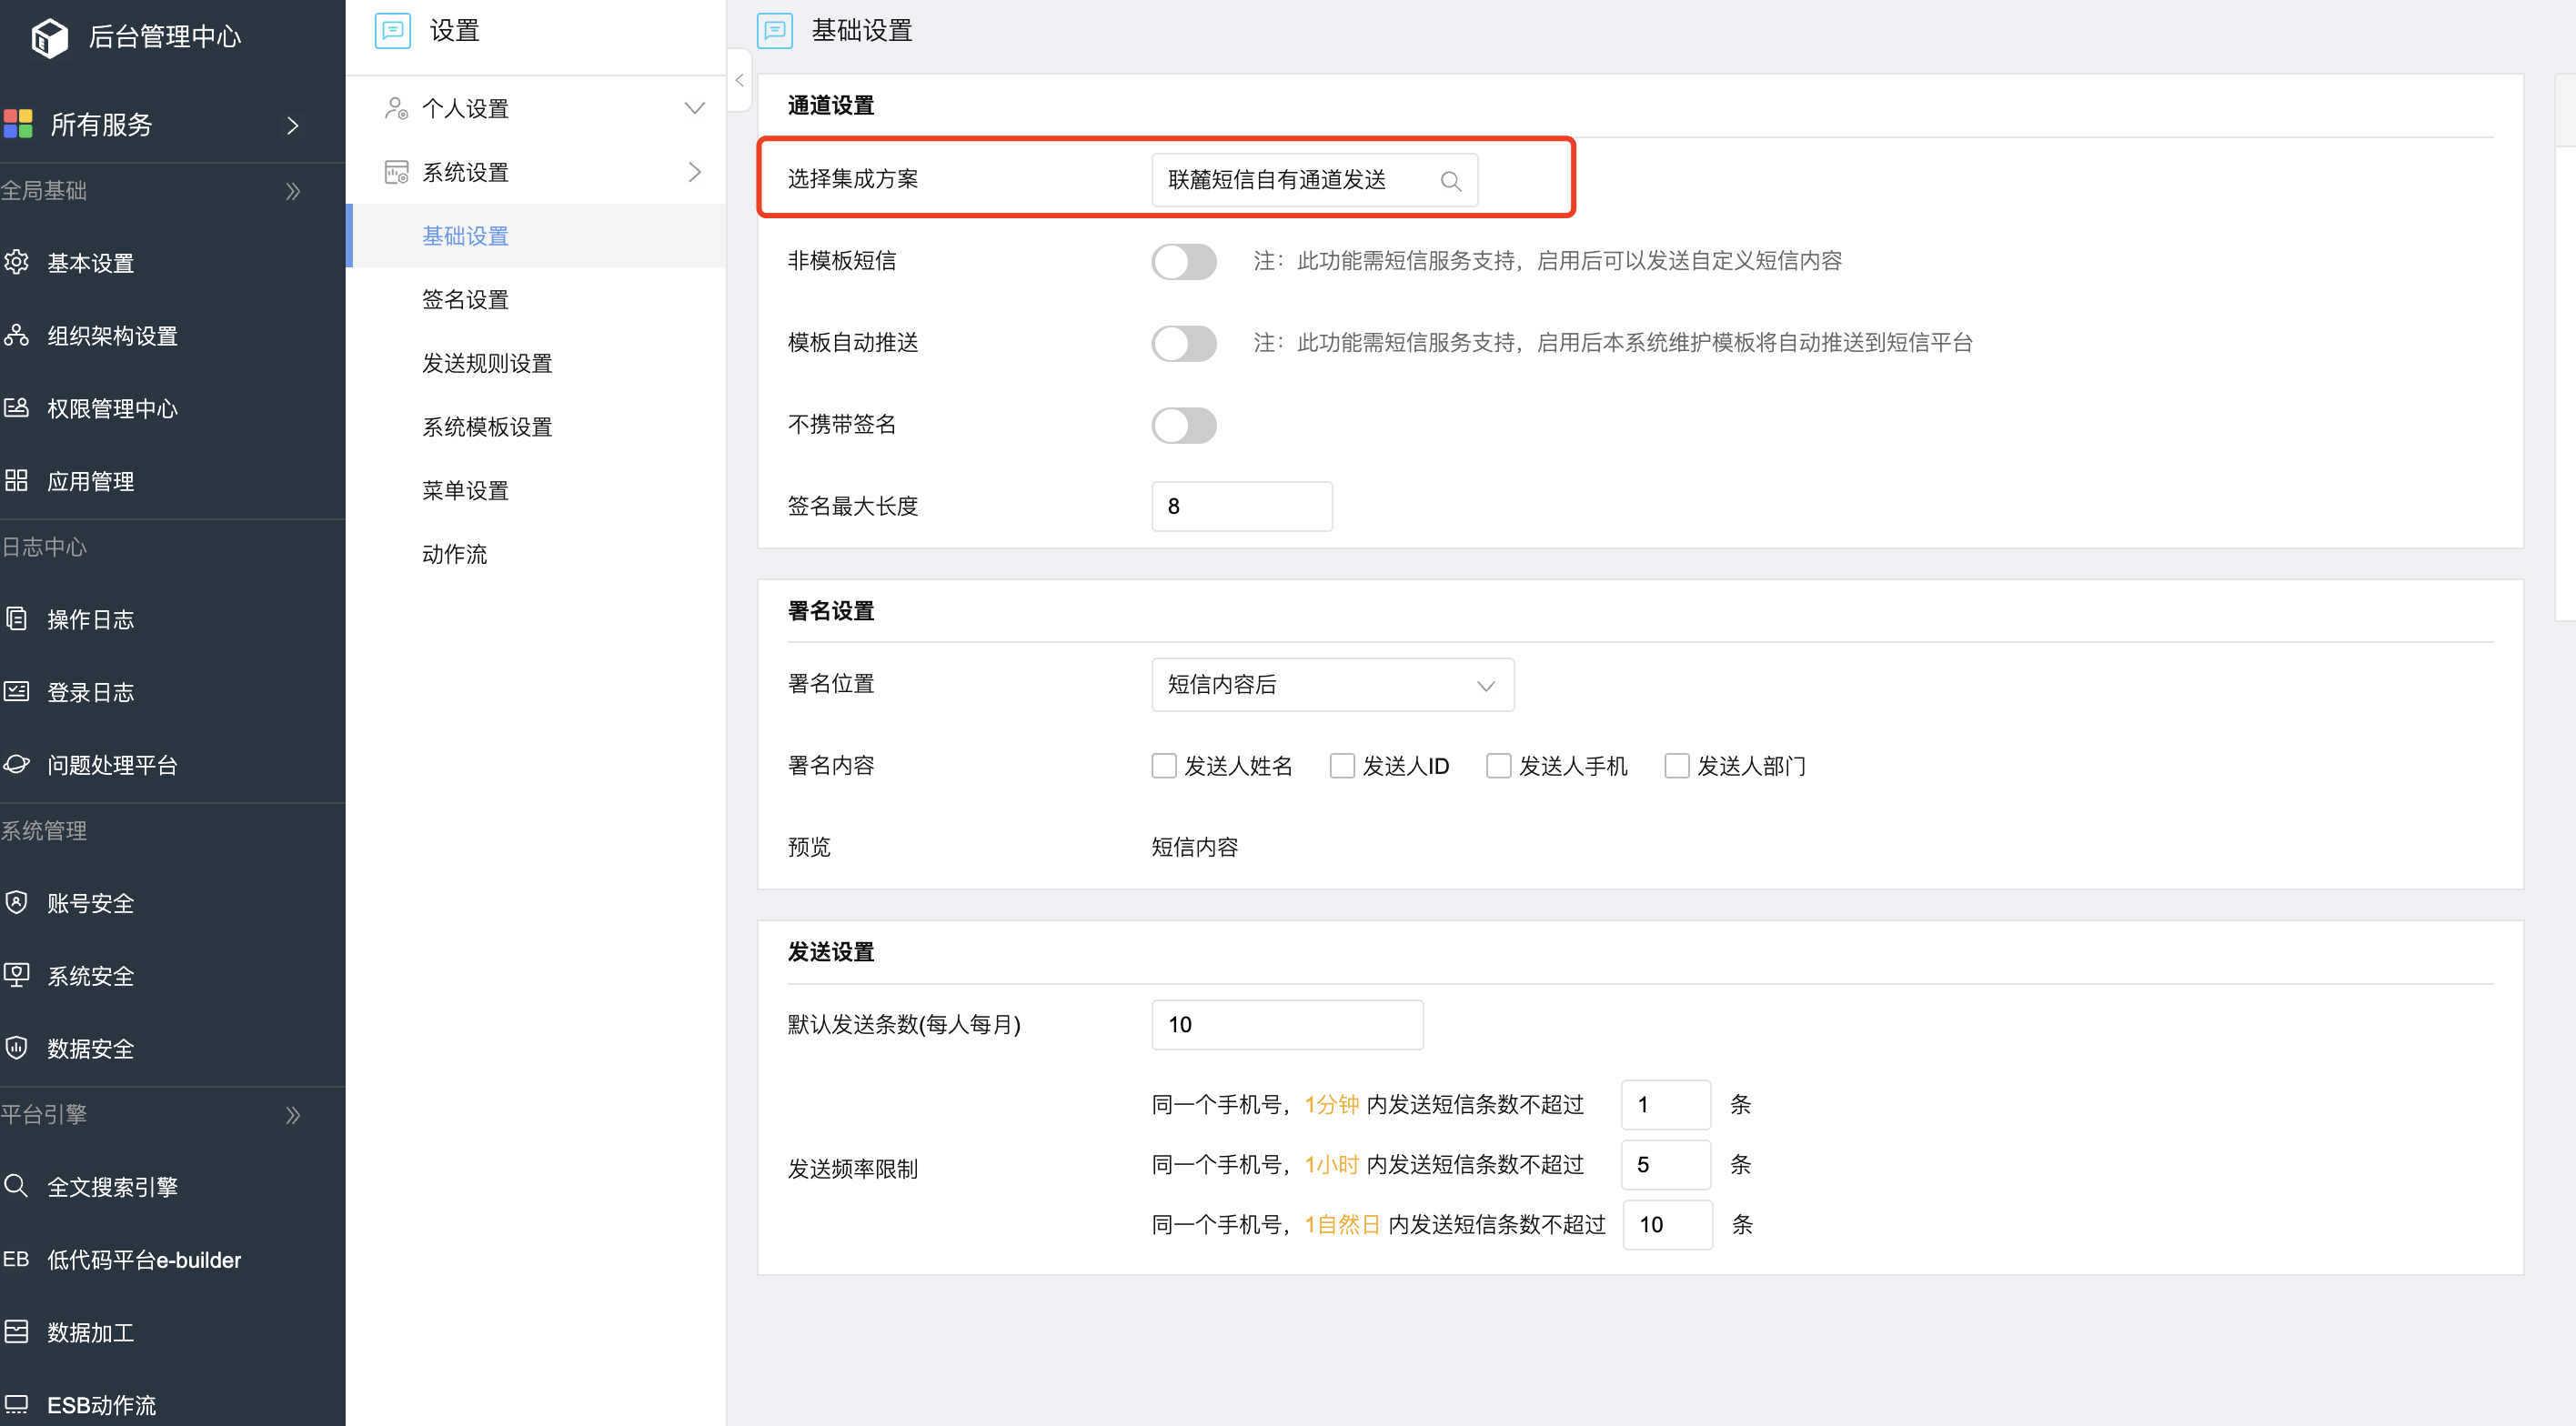 后台管理中心
所有服务
全局基础
基本设置
组织架构设置
权限管理中心
应用管理
日志中心
操作日志
登录日志
问题处理平台
系统管理
账号安全
系统安全
数据安全
平台引擎
全文搜索引擎
EB 低代码平台e-builder
数据加工
ESB动作流
设置
个人设置
系统设置
基础设置
签名设置
发送规则设置
系统模板设置
菜单设置
动作流
基础设置
通道设置
选择集成方案 联麓短信自有通道发送
非模板短信 注：此功能需短信服务支持，启用后可以发送自定义短信内容
模板自动推送 注：此功能需短信服务支持，启用后本系统维护模板将自动推送到短信平台
不携带签名
签名最大长度 8
署名设置
署名位置 短信内容后
署名内容 发送人姓名 发送人ID 发送人手机 发送人部门
预览 短信内容
发送设置
默认发送条数(每人每月) 10
发送频率限制
同一个手机号，1分钟 内发送短信条数不超过 1 条
同一个手机号，1小时 内发送短信条数不超过 5 条
同一个手机号，1自然日 内发送短信条数不超过 10 条